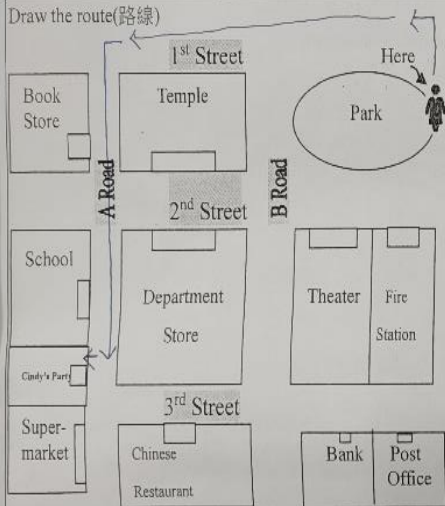 Draw the route(路線)
1st Street
Here
Book
Store
Temple
Park
A Road
B Road
2nd Street
School
Department
Store
Theater
Fire
Station
Cindy's Party
3rd Street
Super-
market
Chinese
Restaurant
Bank
Post
Office